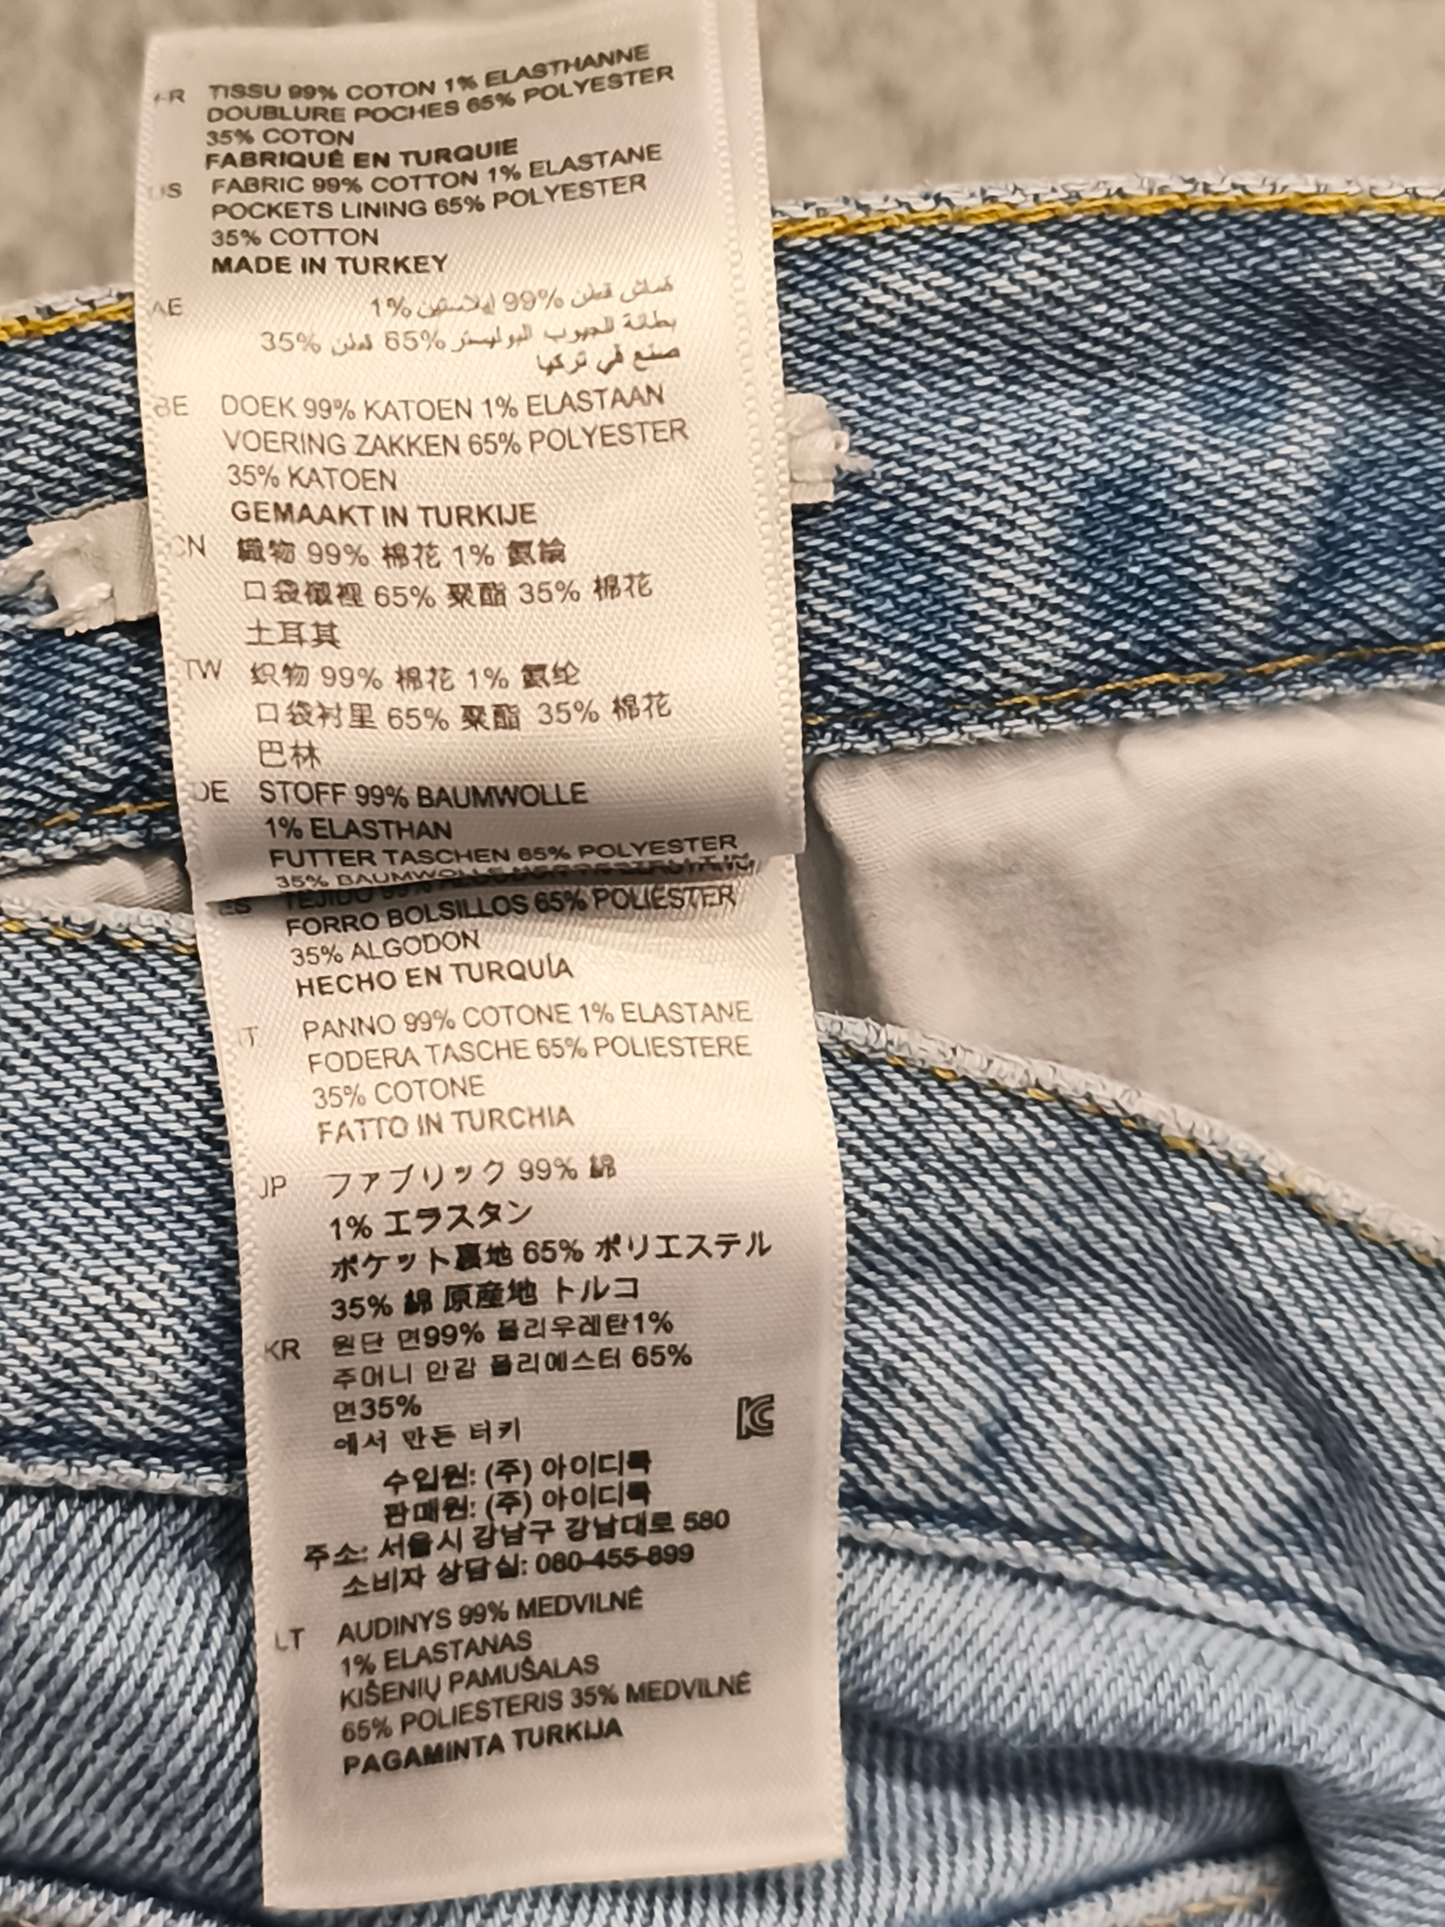 FR TISSU 99% COTON 1% ELASTHANNE
DOUBLURE POCHES 65% POLYESTER
35% COTON
FABRIQUÉ EN TURQUIE
US FABRIC 99% COTTON 1% ELASTANE
POCKETS LINING 65% POLYESTER
35% COTTON
MADE IN TURKEY
AE قماش قطن 99% إيلاستين 1%
بطانة الجيوب البوليستر 65% قطن 35%
صنع في تركيا
BE DOEK 99% KATOEN 1% ELASTAAN
VOERING ZAKKEN 65% POLYESTER
35% KATOEN
GEMAAKT IN TURKIJE
CN 織物 99% 棉花 1% 氨綸
口袋襯裡 65% 聚酯 35% 棉花
土耳其
TW 织物 99% 棉花 1% 氨纶
口袋衬里 65% 聚酯 35% 棉花
巴林
DE STOFF 99% BAUMWOLLE
1% ELASTHAN
FUTTER TASCHEN 65% POLYESTER
35% BAUMWOLLE
ES TEJIDO 99%
FORRO BOLSILLOS 65% POLIESTER
35% ALGODON
HECHO EN TURQUÍA
IT PANNO 99% COTONE 1% ELASTANE
FODERA TASCHE 65% POLIESTERE
35% COTONE
FATTO IN TURCHIA
JP ファブリック 99% 綿
1% エラスタン
ポケット裏地 65% ポリエステル
35% 綿 原産地 トルコ
KR 원단 면99% 폴리우레탄1%
주머니 안감 폴리에스터 65%
면35%
에서 만든 터키
수입원: (주) 아이디룩
판매원: (주) 아이디룩
주소: 서울시 강남구 강남대로 580
소비자 상담실: 080-455-899
LT AUDINYS 99% MEDVILNĖ
1% ELASTANAS
KIŠENIŲ PAMUŠALAS
65% POLIESTERIS 35% MEDVILNĖ
PAGAMINTA TURKIJA